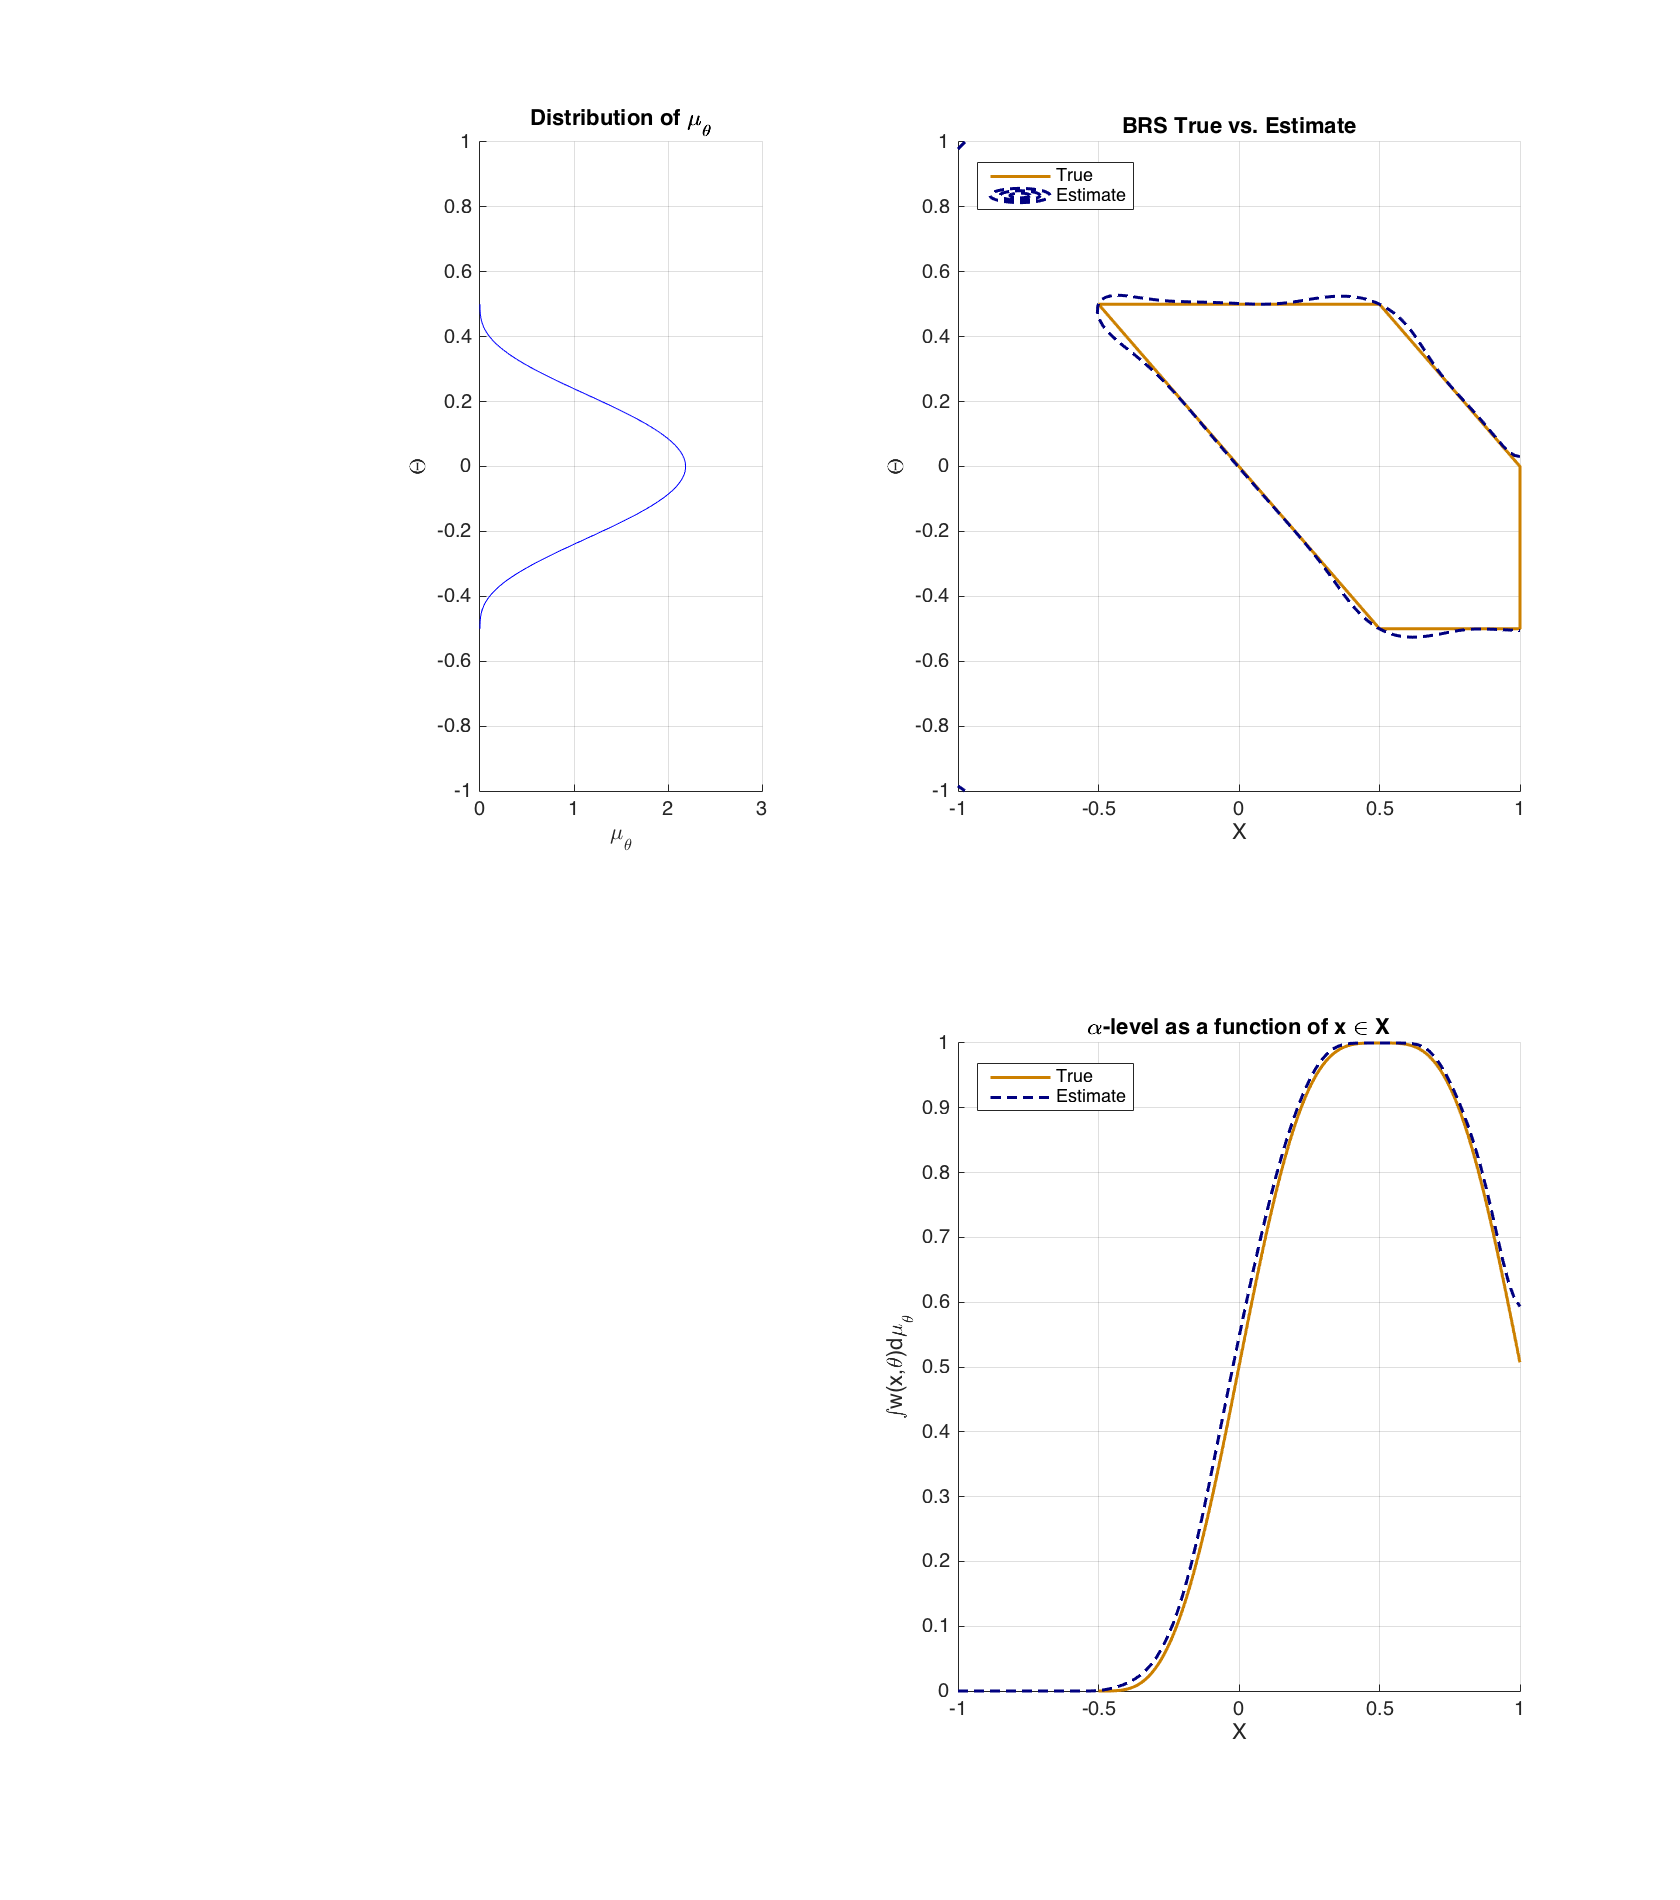 Distribution of μ_θ
1
0.8
0.6
0.4
0.2
0
-0.2
-0.4
-0.6
-0.8
-1
0 1 2 3
Θ
μ_θ
BRS True vs. Estimate
True
Estimate
1
0.8
0.6
0.4
0.2
0
-0.2
-0.4
-0.6
-0.8
-1
-1 -0.5 0 0.5 1
Θ
X
α-level as a function of x ∈ X
True
Estimate
1
0.9
0.8
0.7
0.6
0.5
0.4
0.3
0.2
0.1
0
-1 -0.5 0 0.5 1
∫w(x,θ)dμ_θ
X